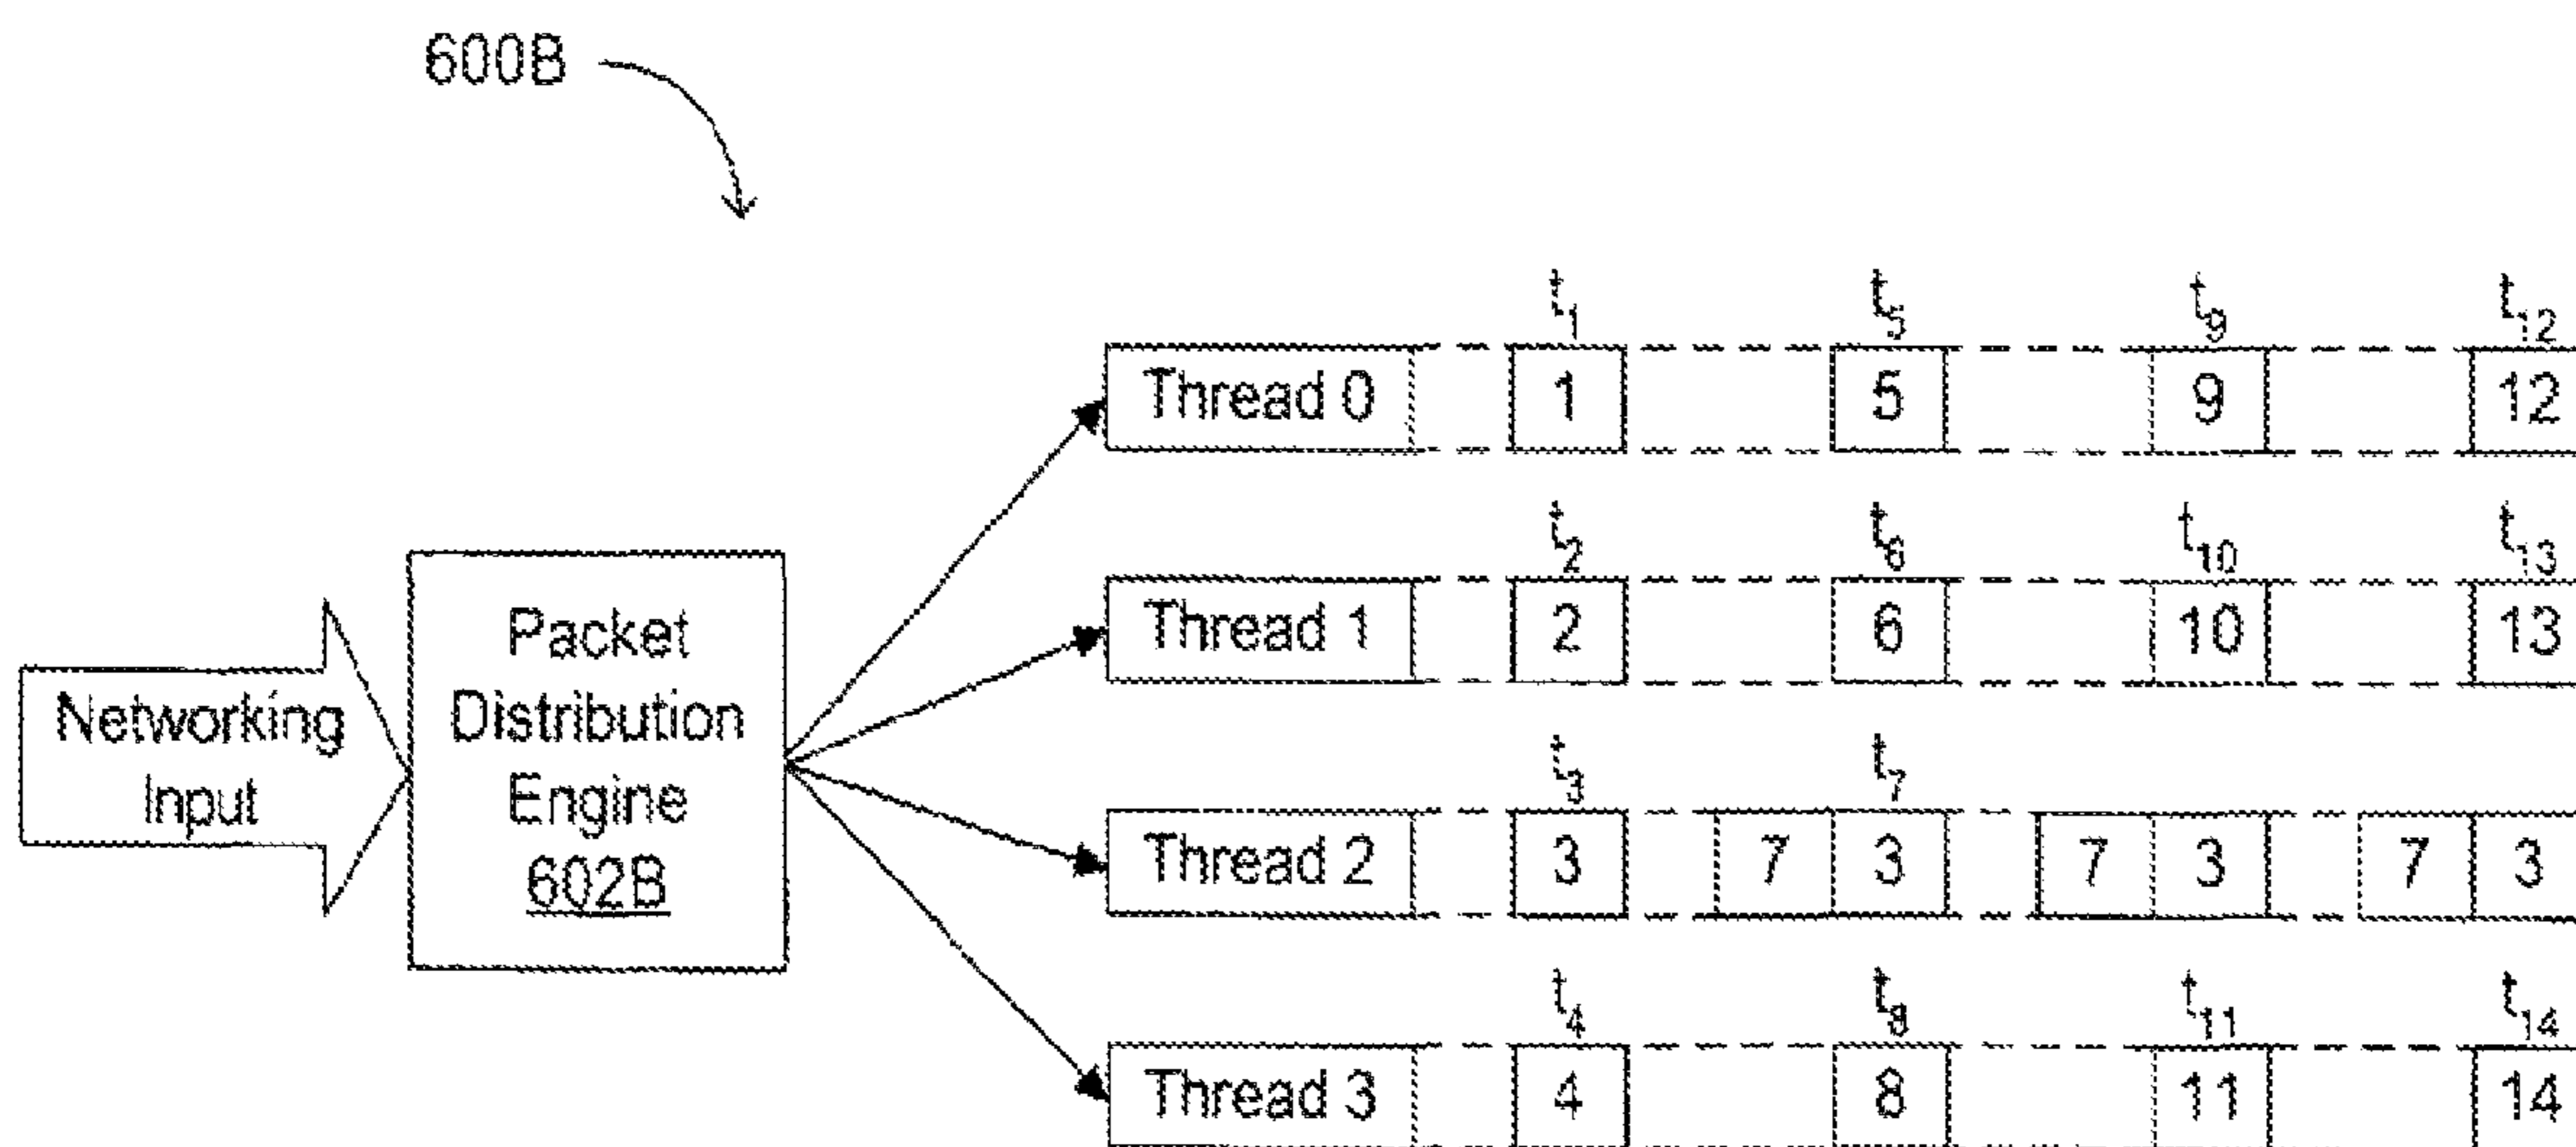 600B
t1 t5 t9 t12
Thread 0 1 5 9 12
t2 t6 t10 t13
Thread 1 2 6 10 13
Packet
Distribution
Engine
602B
Networking
Input
t3 t7
Thread 2 3 7 3 7 3 7 3
t4 t8 t11 t14
Thread 3 4 8 11 14